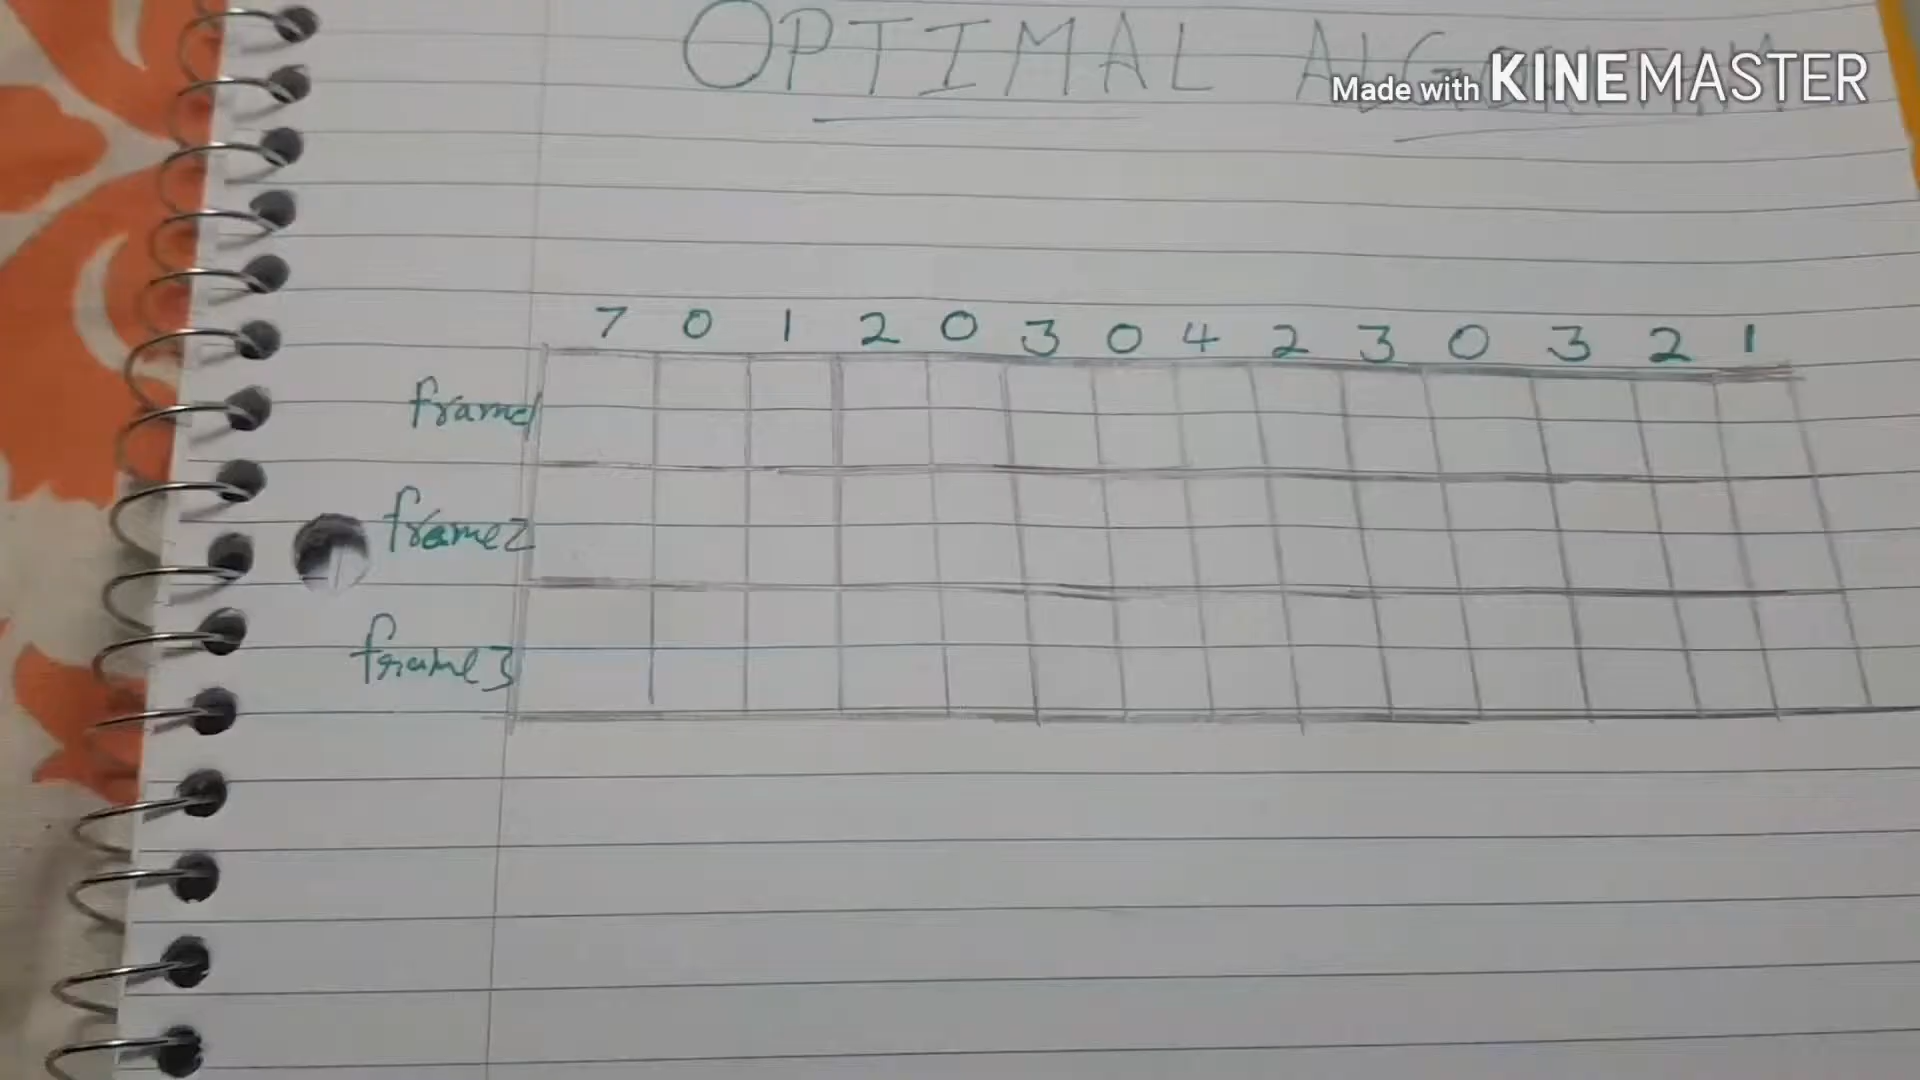 OPTIMAL ALGORITHM
Made with KINEMASTER
7 0 1 2 0 3 0 4 2 3 0 3 2 1
frame1
frame2
frame3